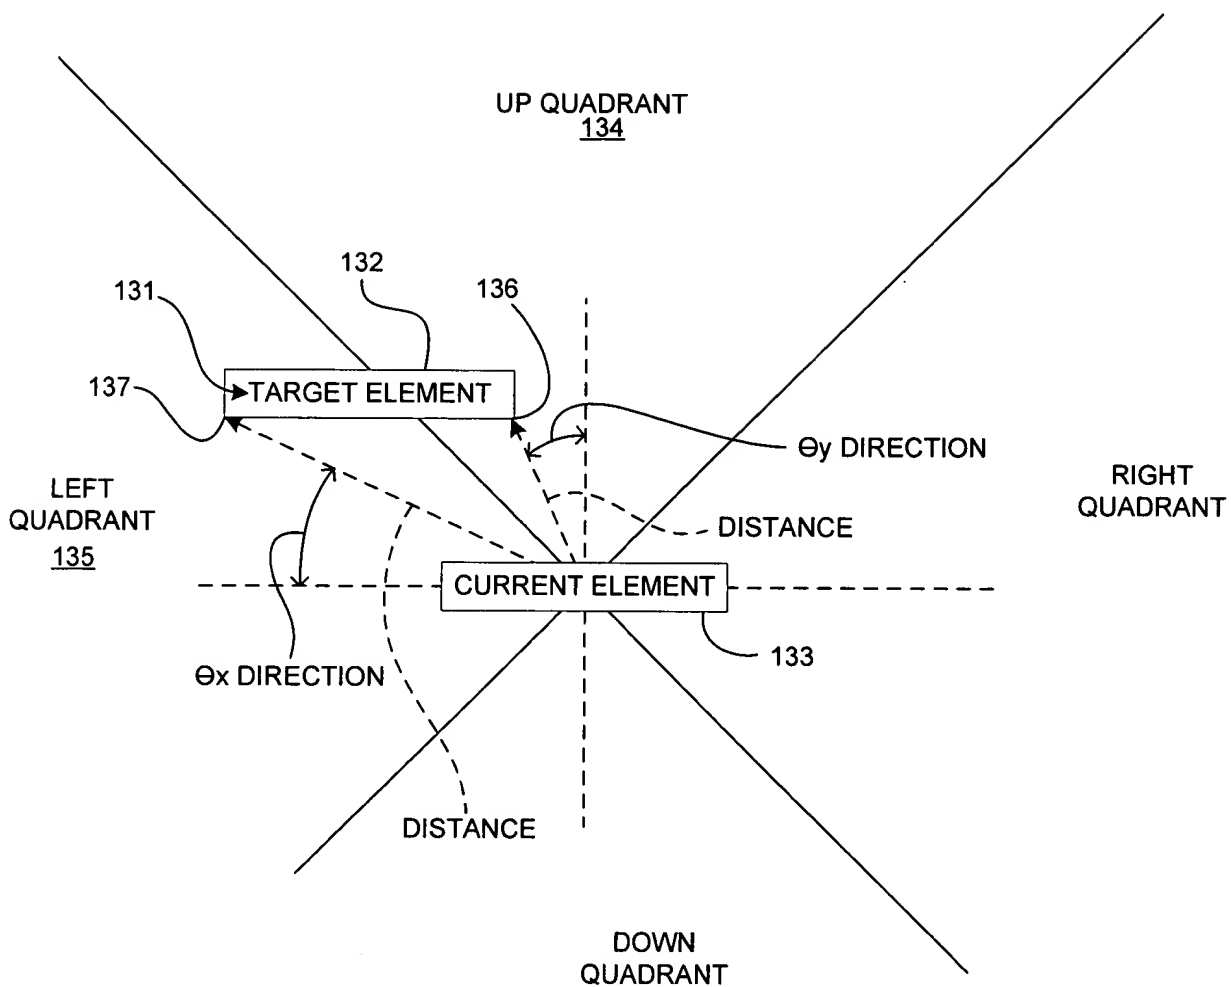 UP QUADRANT
134
132
131
136
TARGET ELEMENT
137
Θy DIRECTION
LEFT
QUADRANT
135
RIGHT
QUADRANT
DISTANCE
CURRENT ELEMENT
133
Θx DIRECTION
DISTANCE
DOWN
QUADRANT